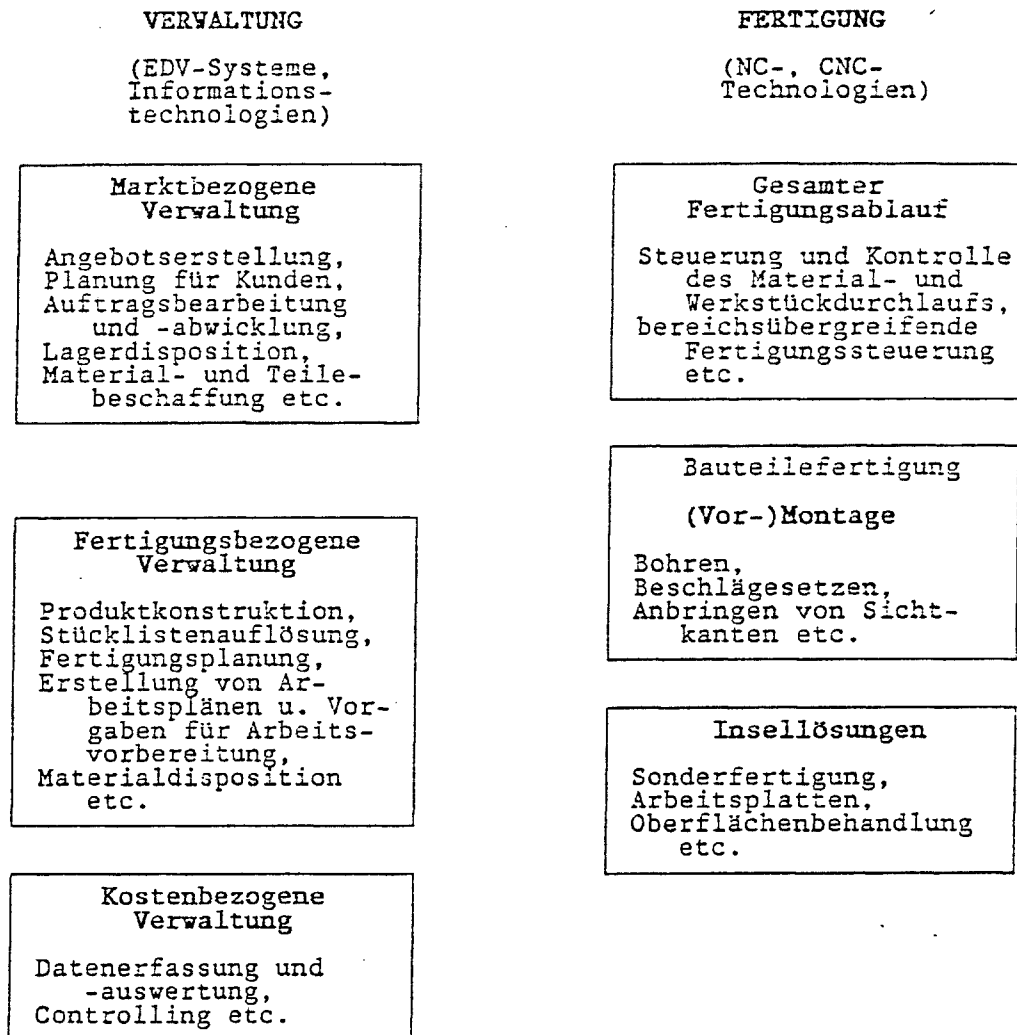 VERWALTUNG
(EDV-Systeme,
Informations-
technologien)
Marktbezogene
Verwaltung
Angebotserstellung,
Planung für Kunden,
Auftragsbearbeitung
und -abwicklung,
Lagerdisposition,
Material- und Teile-
beschaffung etc.
Fertigungsbezogene
Verwaltung
Produktkonstruktion,
Stücklistenauflösung,
Fertigungsplanung,
Erstellung von Ar-
beitsplänen u. Vor-
gaben für Arbeits-
vorbereitung,
Materialdisposition
etc.
Kostenbezogene
Verwaltung
Datenerfassung und
-auswertung,
Controlling etc.
FERTIGUNG
(NC-, CNC-
Technologien)
Gesamter
Fertigungsablauf
Steuerung und Kontrolle
des Material- und
Werkstückdurchlaufs,
bereichsübergreifende
Fertigungssteuerung
etc.
Bauteilefertigung
(Vor-)Montage
Bohren,
Beschlägesetzen,
Anbringen von Sicht-
kanten etc.
Insellösungen
Sonderfertigung,
Arbeitsplatten,
Oberflächenbehandlung
etc.